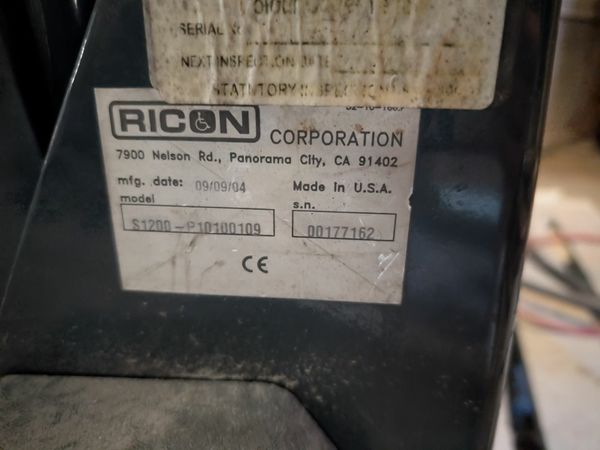 SERIAL
NEXT INSPECTION
STATUTORY
RICON CORPORATION
7900 Nelson Rd., Panorama City, CA 91402
mfg. date: 09/09/04 Made in U.S.A.
model s.n.
S1200-P10100109 00177162
CE